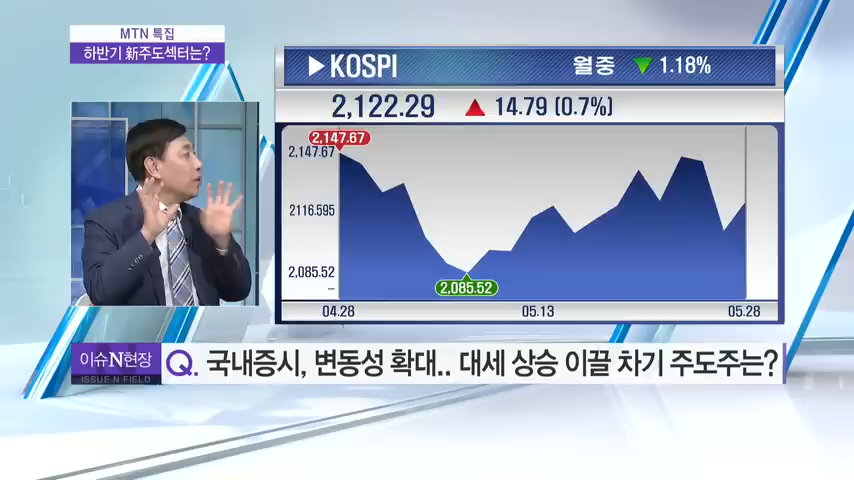 MTN 특집
하반기 新주도섹터는?
▶KOSPI 월중 ▼ 1.18%
2,122.29 ▲ 14.79 (0.7%)
2,147.67
2,147.67
2116.595
2,085.52
2,085.52
04.28 05.13 05.28
이슈N현장
ISSUE N FIELD
Q. 국내증시, 변동성 확대.. 대세 상승 이끌 차기 주도주는?